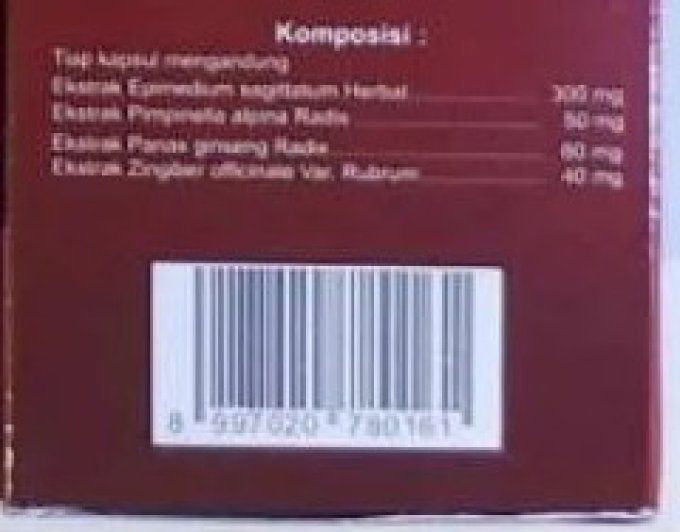 Komposisi :
Tiap kapsul mengandung
Ekstrak Epimedium sagittatum Herba 300 mg
Ekstrak Pimpinella alpina Radix 50 mg
Ekstrak Panax ginseng Radix 60 mg
Ekstrak Zingiber officinale Var. Rubrum 40 mg
8 997020 780161